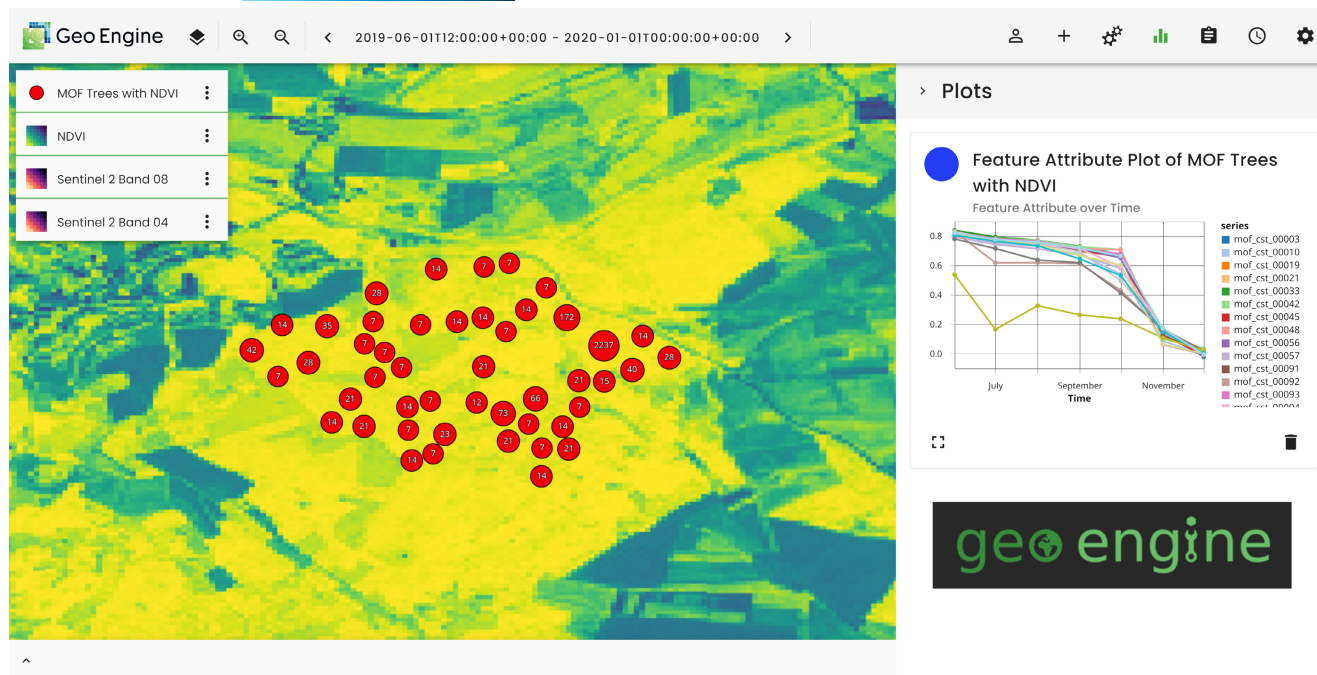 Geo Engine
2019-06-01T12:00:00+00:00 - 2020-01-01T00:00:00+00:00
MOF Trees with NDVI
NDVI
Sentinel 2 Band 08
Sentinel 2 Band 04
14
7
7
28
7
14
172
14
35
7
7
14
14
7
14
42
7
7
2237
28
28
7
21
40
7
7
21
15
21
14
7
12
66
73
7
14
21
7
23
7
14
21
7
21
14
7
14
Plots
Feature Attribute Plot of MOF Trees
with NDVI
Feature Attribute over Time
0.8
0.6
0.4
0.2
0.0
July
September
November
Time
series
mof_cst_00003
mof_cst_00010
mof_cst_00019
mof_cst_00021
mof_cst_00033
mof_cst_00042
mof_cst_00045
mof_cst_00048
mof_cst_00056
mof_cst_00057
mof_cst_00091
mof_cst_00092
mof_cst_00093
geo engine